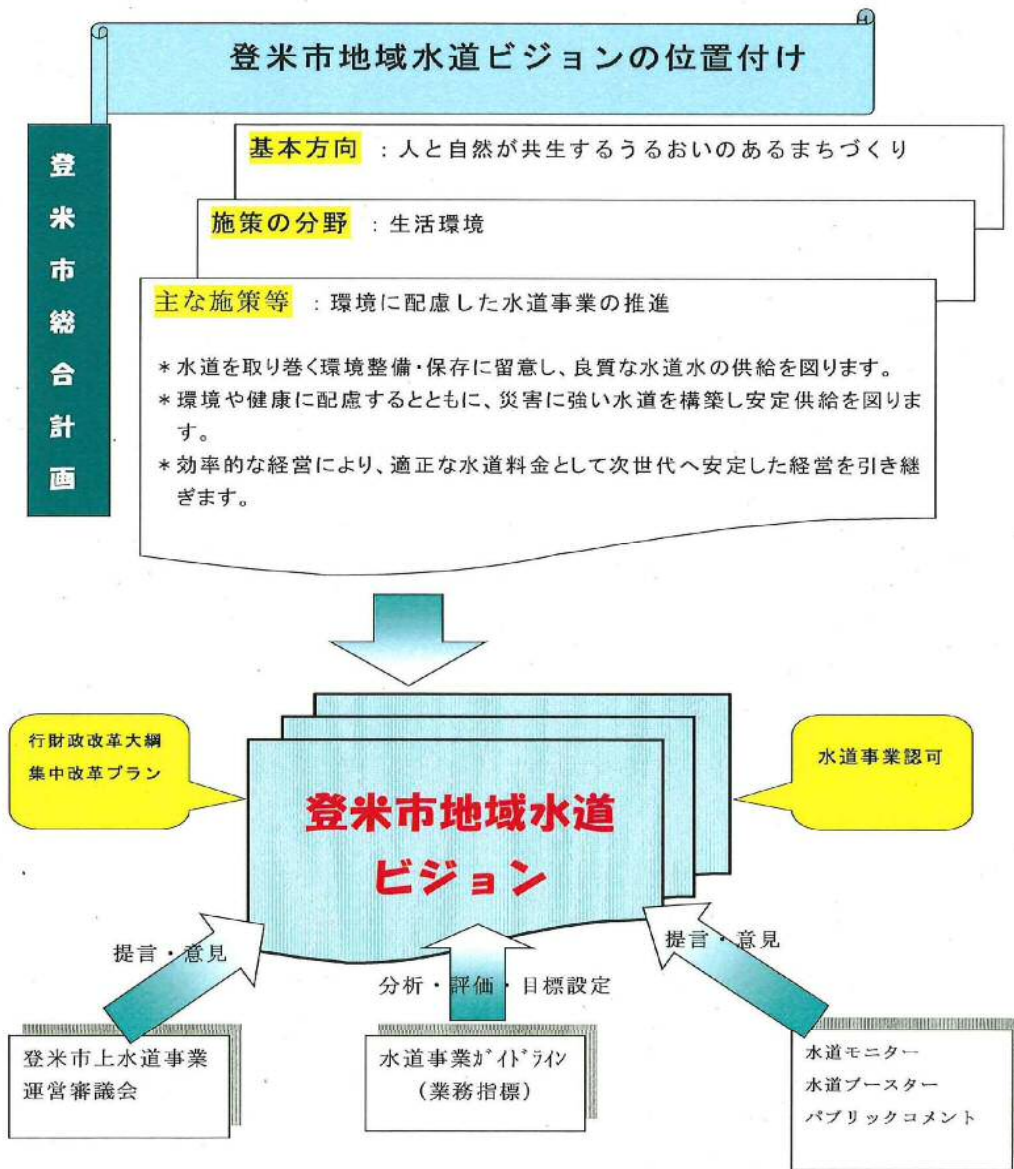 登米市地域水道ビジョンの位置付け
登米市総合計画
基本方向 ：人と自然が共生するうるおいのあるまちづくり
施策の分野 ：生活環境
主な施策等 ：環境に配慮した水道事業の推進
＊水道を取り巻く環境整備・保存に留意し、良質な水道水の供給を図ります。
＊環境や健康に配慮するとともに、災害に強い水道を構築し安定供給を図りま
す。
＊効率的な経営により、適正な水道料金として次世代へ安定した経営を引き継
ぎます。
行財政改革大綱
集中改革プラン
水道事業認可
登米市地域水道
ビジョン
提言・意見
分析・評価・目標設定
提言・意見
登米市上水道事業
運営審議会
水道事業ｶﾞｲﾄﾞﾗｲﾝ
（業務指標）
水道モニター
水道ブースター
パブリックコメント